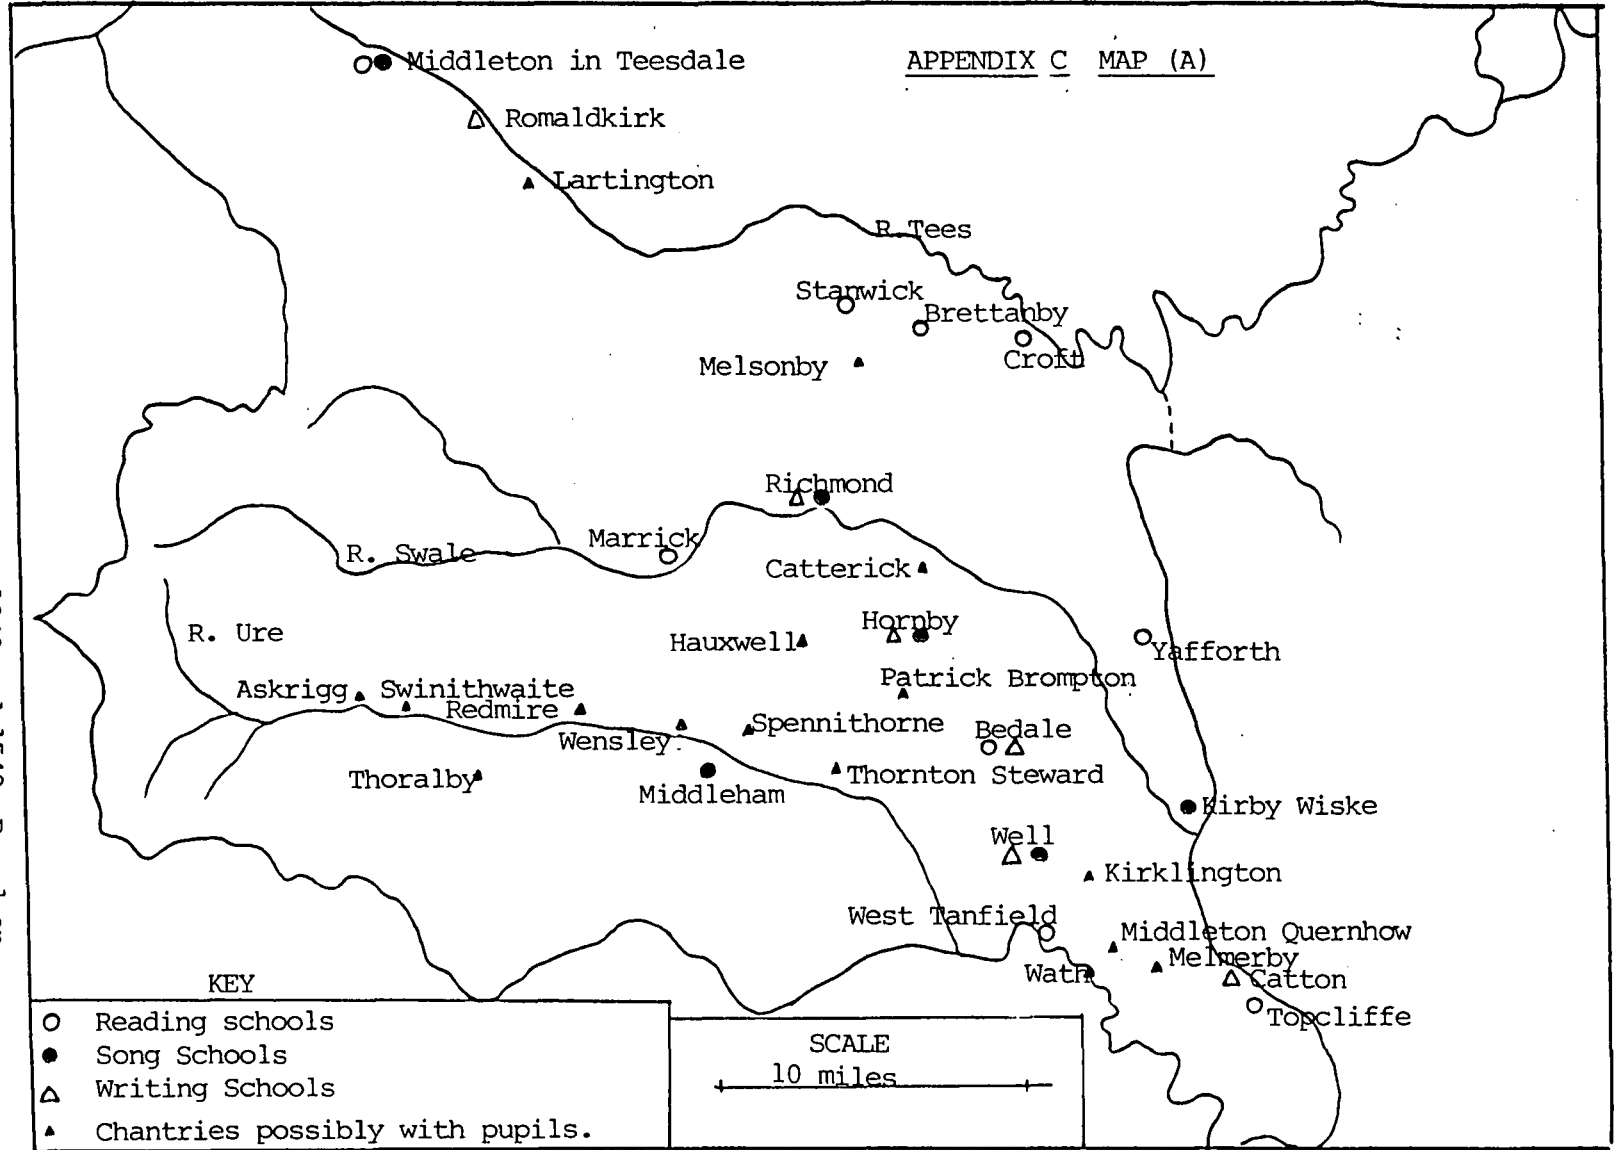 APPENDIX C MAP (A)
Middleton in Teesdale
Romaldkirk
Lartington
R. Tees
Stanwick
Brettanby
Croft
Melsonby
Richmond
Marrick
R. Swale
Catterick
Hornby
R. Ure
Hauxwell
Yafforth
Patrick Brompton
Askrigg
Swinithwaite
Redmire
Spennithorne
Bedale
Wensley
Thornton Steward
Thoralby
Middleham
Kirby Wiske
Well
Kirklington
West Tanfield
Middleton Quernhow
Melmerby
Wath
Catton
Topcliffe
KEY
Reading schools
Song Schools
Writing Schools
Chantries possibly with pupils.
SCALE
10 miles